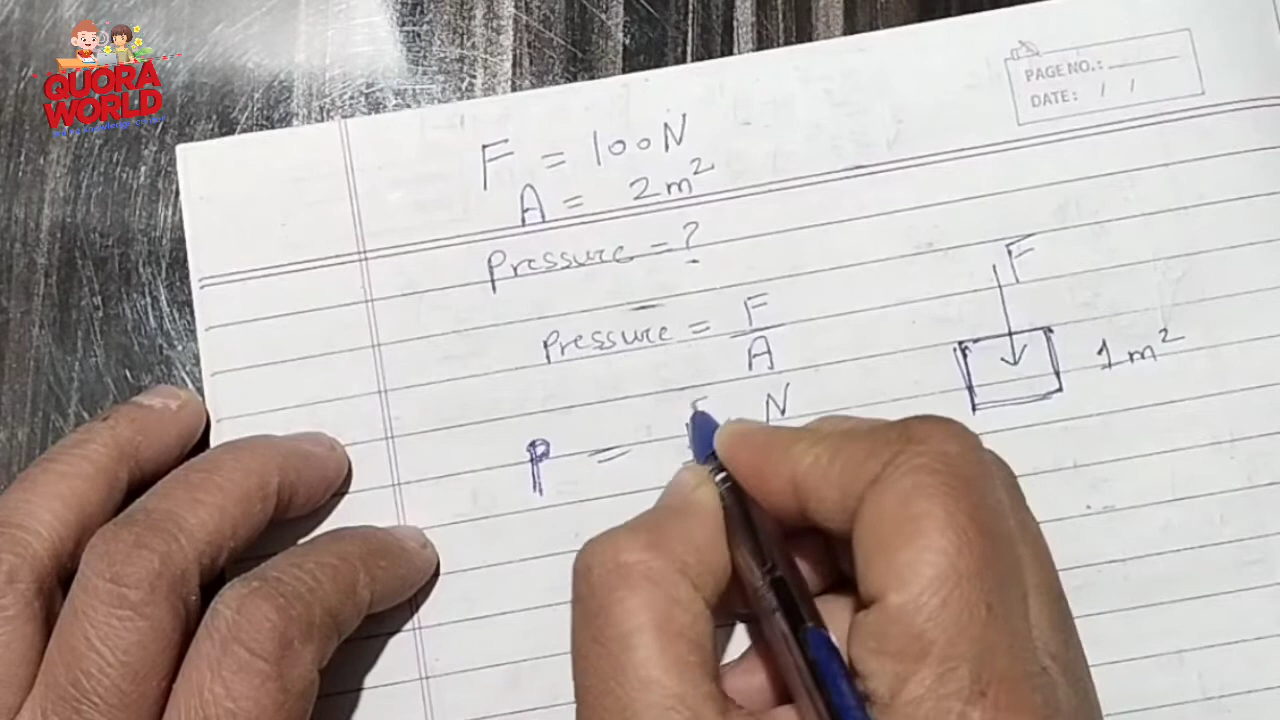 QUORA
WORLD
PAGE NO.:
DATE: / /
F = 100N
A = 2m²
Pressure = ?
Pressure = F/A
F
1m²
P = N